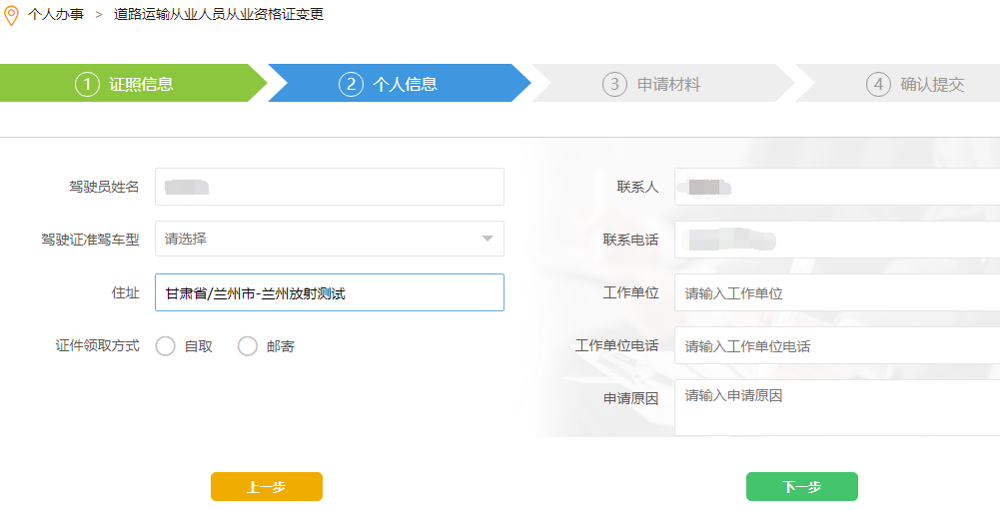 个人办事 > 道路运输从业人员从业资格证变更
1 证照信息 2 个人信息 3 申请材料 4 确认提交
驾驶员姓名 联系人
驾驶证准驾车型 请选择 联系电话
住址 甘肃省/兰州市-兰州放射测试 工作单位 请输入工作单位
证件领取方式 自取 邮寄 工作单位电话 请输入工作单位电话
申请原因 请输入申请原因
上一步 下一步